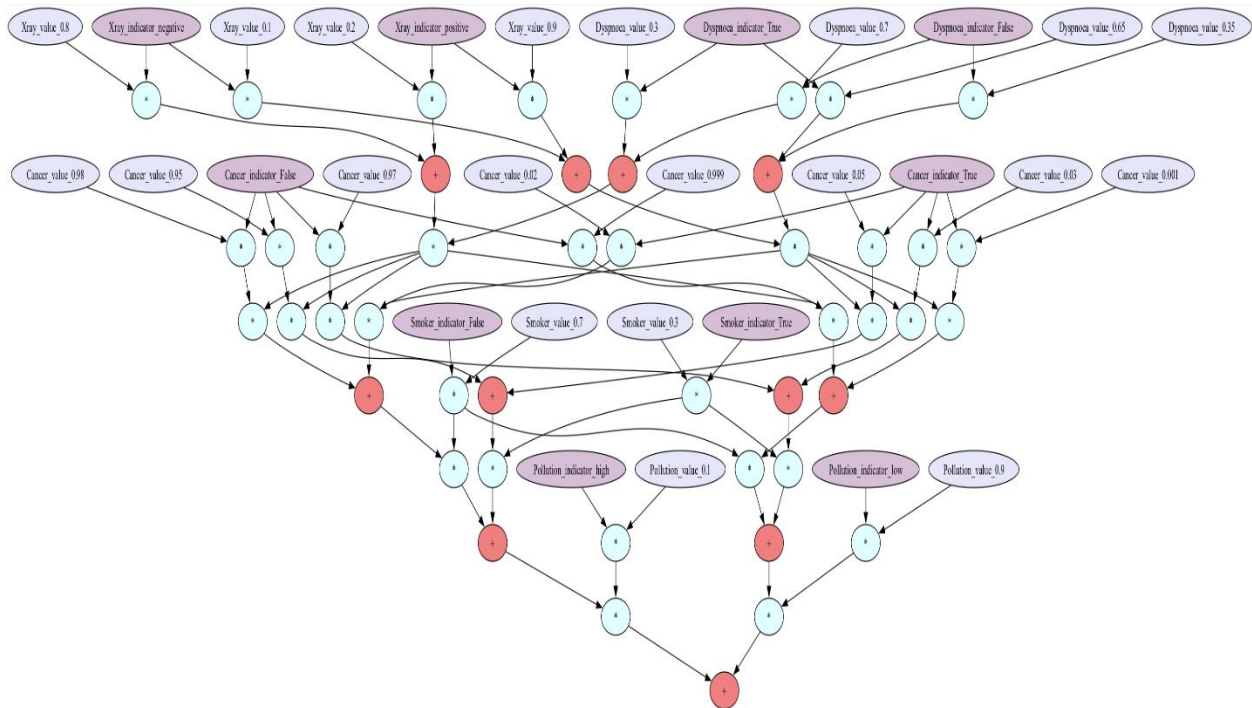 Xray_value_0.8 Xray_indicator_negative Xray_value_0.1 Xray_value_0.2 Xray_indicator_positive Xray_value_0.9 Dyspnoea_value_0.3 Dyspnoea_indicator_True Dyspnoea_value_0.7 Dyspnoea_indicator_False Dyspnoea_value_0.65 Dyspnoea_value_0.35
* * * * * * * *
+ + + +
Cancer_value_0.98 Cancer_value_0.95 Cancer_indicator_False Cancer_value_0.97 Cancer_value_0.02 Cancer_value_0.999 Cancer_value_0.05 Cancer_indicator_True Cancer_value_0.03 Cancer_value_0.001
* * * * * * * * * *
* * * * * * * *
Smoker_indicator_False Smoker_value_0.7 Smoker_value_0.3 Smoker_indicator_True
+ * + * + +
* * * *
Pollution_indicator_high Pollution_value_0.1 Pollution_indicator_low Pollution_value_0.9
+ * + *
* *
+